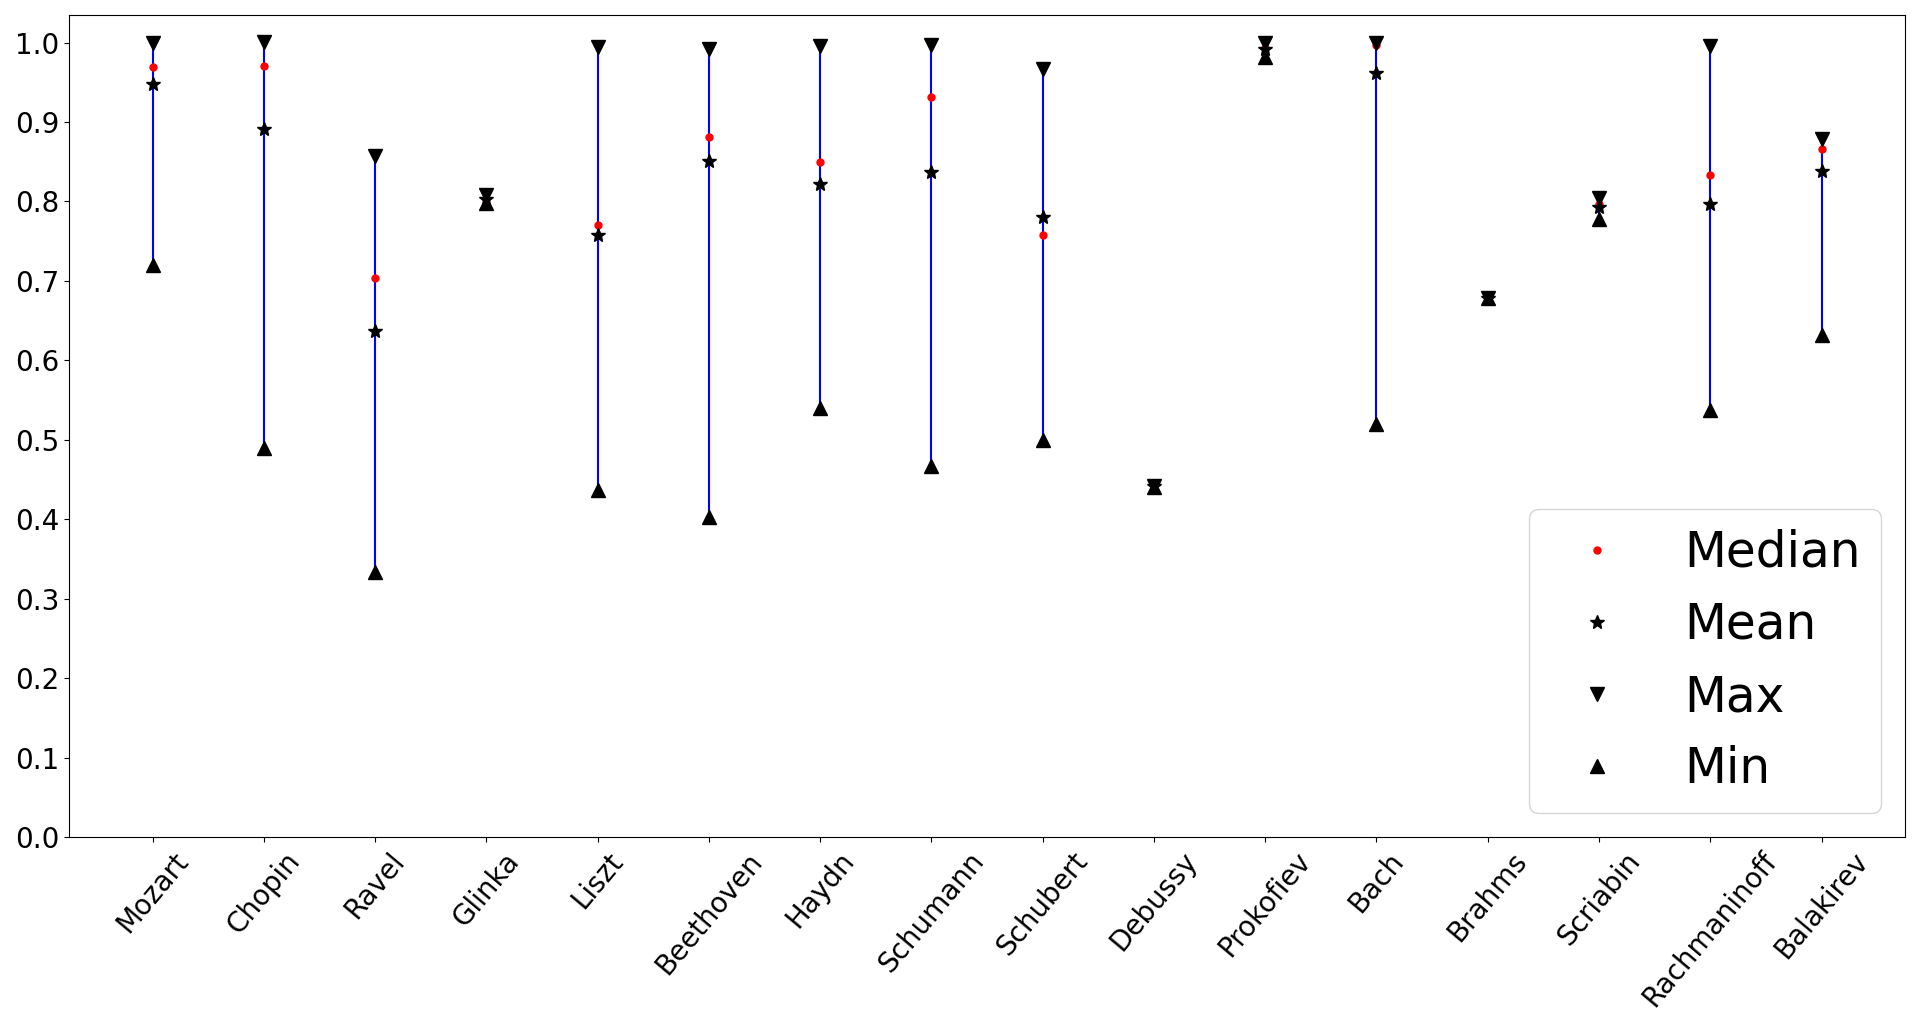 1.0
0.9
0.8
0.7
0.6
0.5
0.4
0.3
0.2
0.1
0.0
Median
Mean
Max
Min
Mozart
Chopin
Ravel
Glinka
Liszt
Beethoven
Haydn
Schumann
Schubert
Debussy
Prokofiev
Bach
Brahms
Scriabin
Rachmaninoff
Balakirev